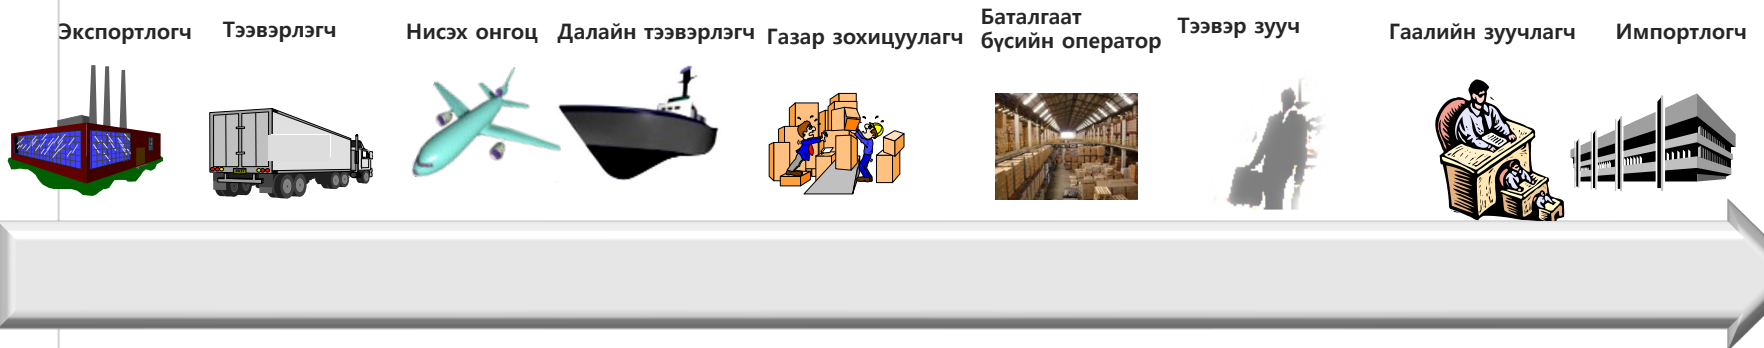 Экспортлогч
Тээвэрлэгч
Нисэх онгоц
Далайн тээвэрлэгч
Газар зохицуулагч
Баталгаат
бүсийн оператор
Тээвэр зууч
Гаалийн зуучлагч
Импортлогч